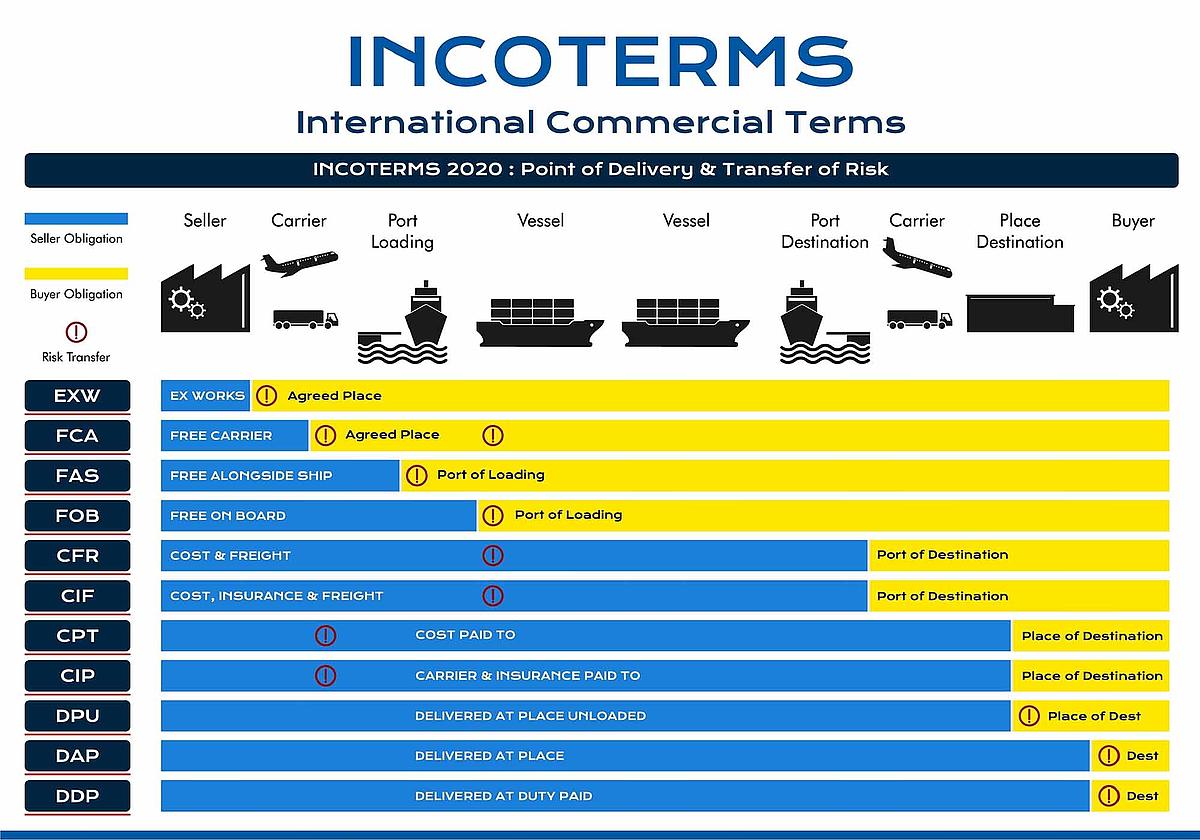 INCOTERMS
International Commercial Terms
INCOTERMS 2020 : Point of Delivery & Transfer of Risk
Seller Obligation
Buyer Obligation
Risk Transfer
Seller
Carrier
Port
Loading
Vessel
Vessel
Port
Destination
Carrier
Place
Destination
Buyer
EXW
EX WORKS
Agreed Place
FCA
FREE CARRIER
Agreed Place
FAS
FREE ALONGSIDE SHIP
Port of Loading
FOB
FREE ON BOARD
Port of Loading
CFR
COST & FREIGHT
Port of Destination
CIF
COST, INSURANCE & FREIGHT
Port of Destination
CPT
COST PAID TO
Place of Destination
CIP
CARRIER & INSURANCE PAID TO
Place of Destination
DPU
DELIVERED AT PLACE UNLOADED
Place of Dest
DAP
DELIVERED AT PLACE
Dest
DDP
DELIVERED AT DUTY PAID
Dest